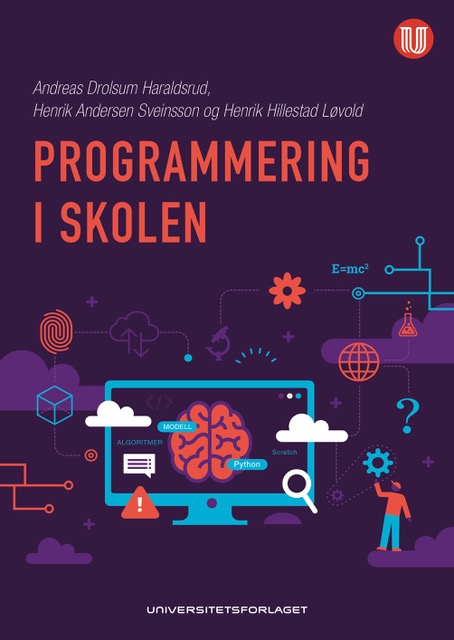 Andreas Drolsum Haraldsrud,
Henrik Andersen Sveinsson og Henrik Hillestad Løvold
PROGRAMMERING
I SKOLEN
E=mc²
</>
MODELL
ALGORITMER
Scratch
Python
?
!
UNIVERSITETSFORLAGET